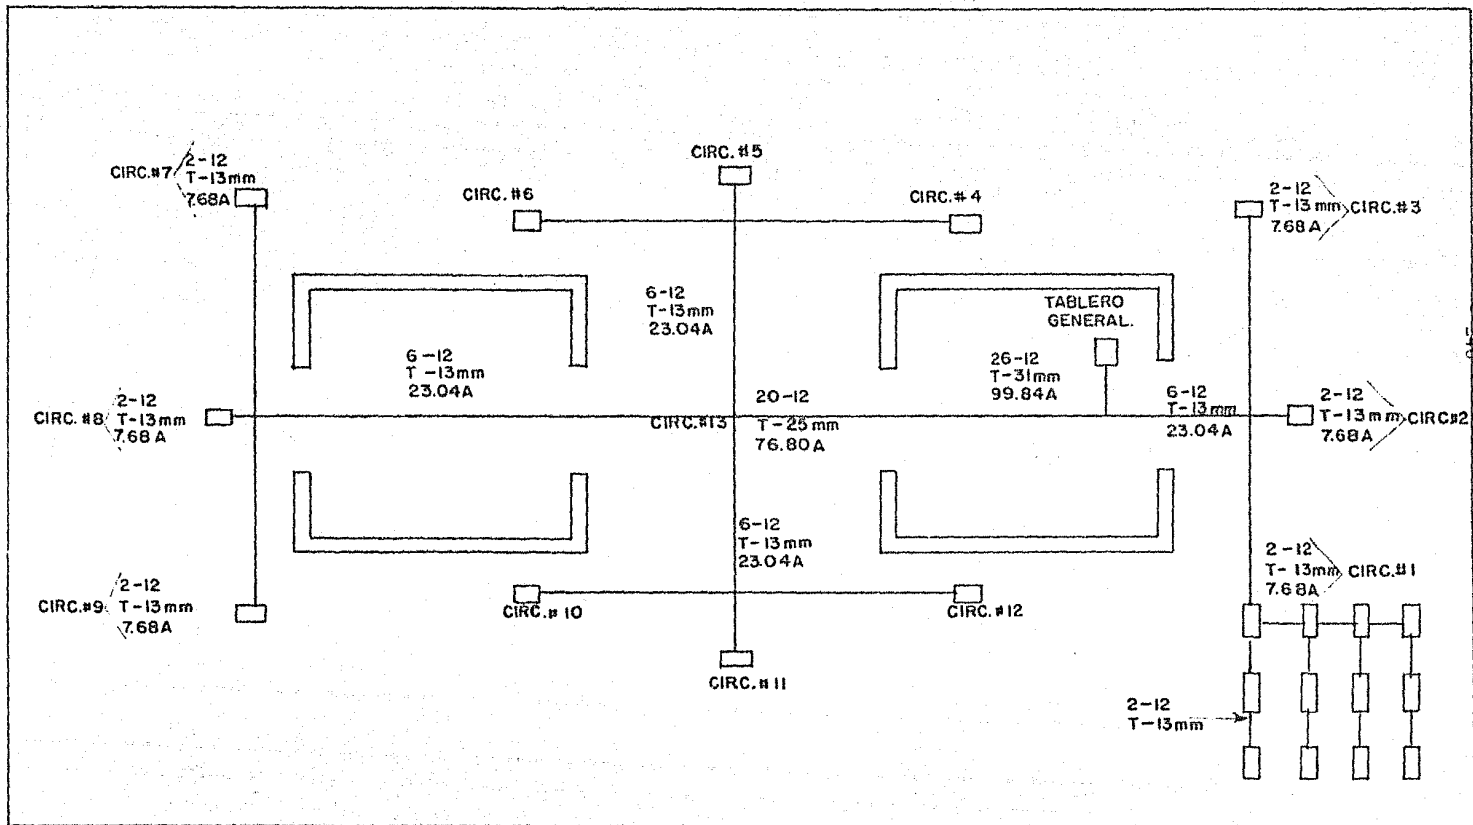 CIRC. #5
2-12
T-13mm
7.68A
CIRC.#7
CIRC. #6
CIRC. #4
2-12
T-13mm
7.68A
CIRC.#3
6-12
T-13mm
23.04A
TABLERO
GENERAL.
6-12
T-13mm
23.04A
26-12
T-31mm
99.84A
2-12
T-13mm
7.68A
CIRC.#8
CIRC.#13
20-12
T-25mm
76.80A
6-12
T-13mm
23.04A
2-12
T-13mm
7.68A
CIRC#2
6-12
T-13mm
23.04A
2-12
T-13mm
7.68A
CIRC.#1
2-12
T-13mm
7.68A
CIRC.#9
CIRC.#10
CIRC.#12
CIRC.#11
2-12
T-13mm